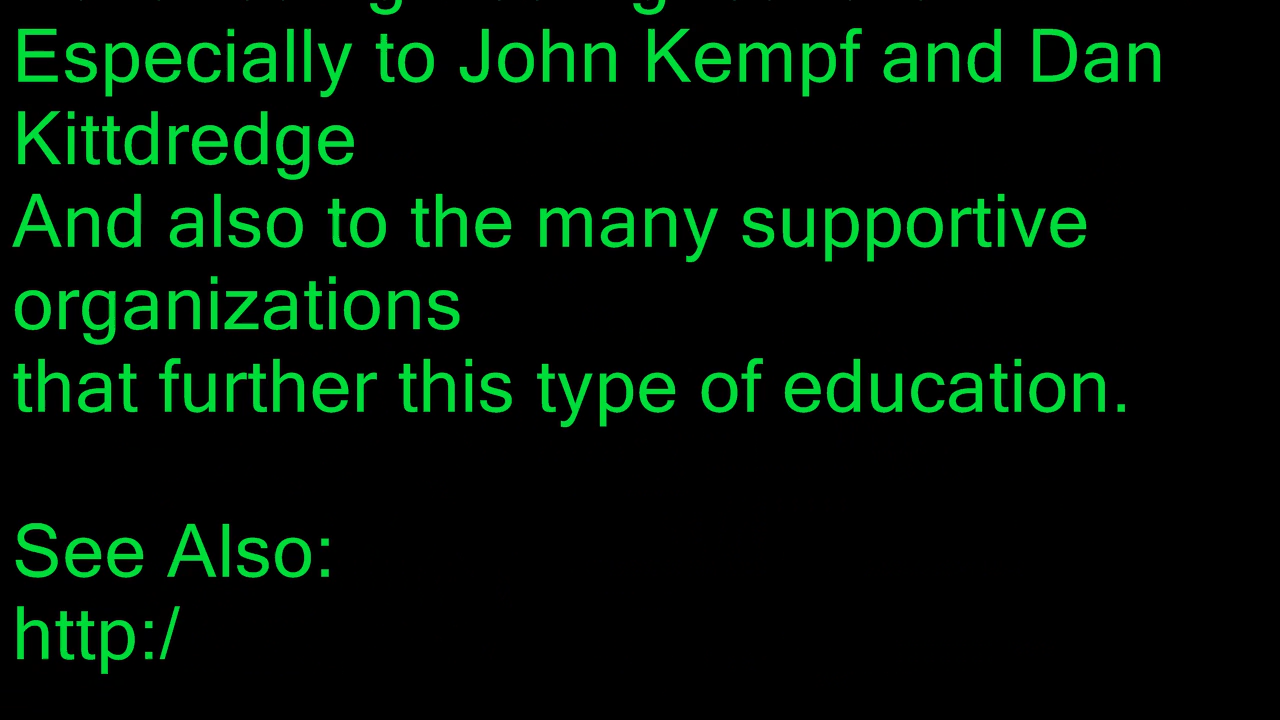 Especially to John Kempf and Dan
Kittdredge
And also to the many supportive
organizations
that further this type of education.
See Also:
http:/